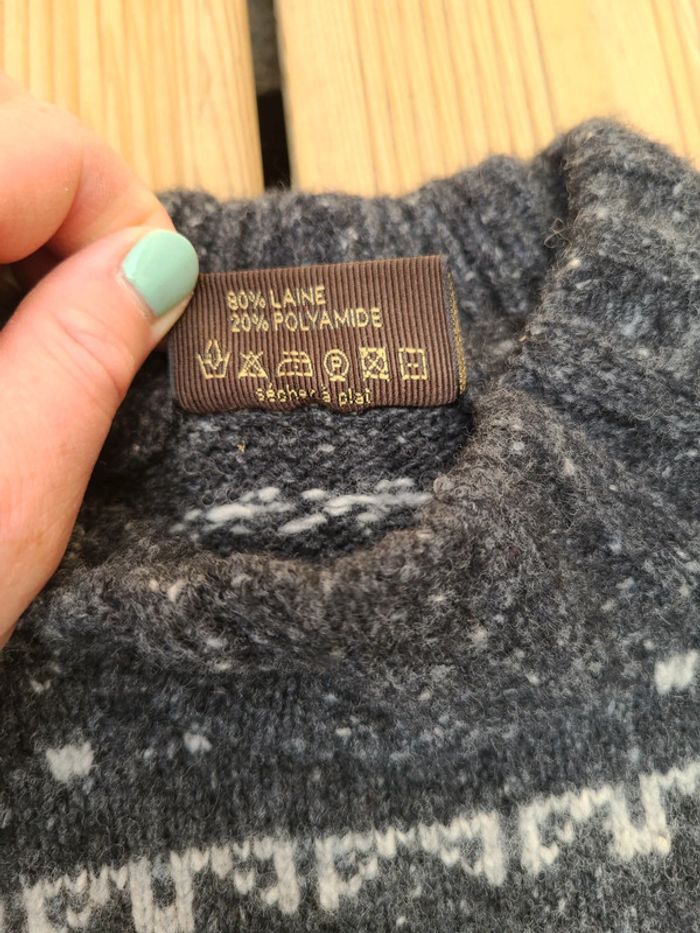 80% LAINE
20% POLYAMIDE
sécher à plat